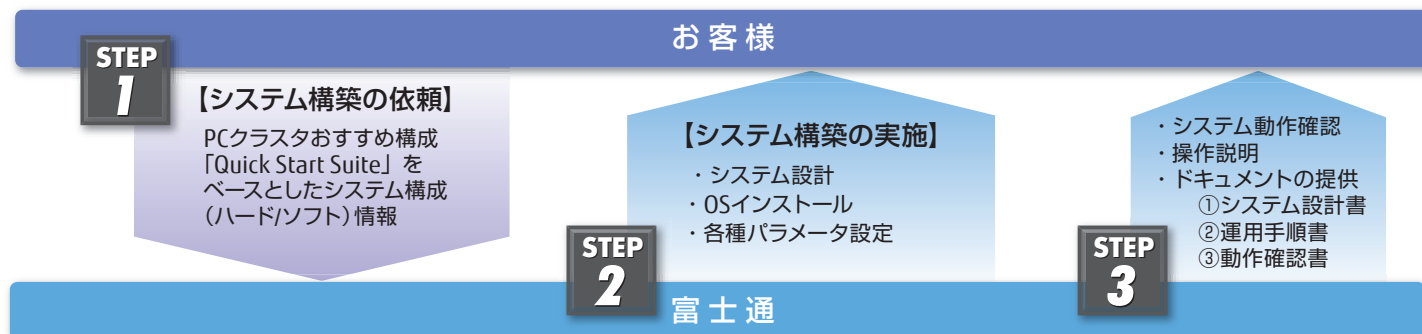 お客様
STEP
1
【システム構築の依頼】
PCクラスタおすすめ構成
「Quick Start Suite」を
ベースとしたシステム構成
（ハード/ソフト）情報
STEP
2
【システム構築の実施】
・システム設計
・OSインストール
・各種パラメータ設定
STEP
3
・システム動作確認
・操作説明
・ドキュメントの提供
①システム設計書
②運用手順書
③動作確認書
富士通